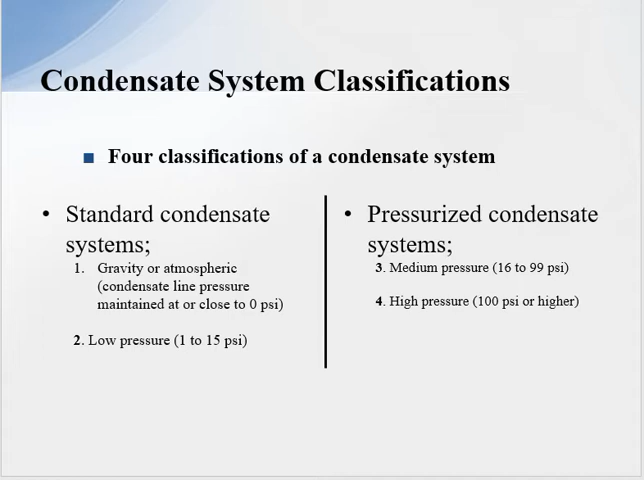 Condensate System Classifications
■ Four classifications of a condensate system
• Standard condensate
systems;
1. Gravity or atmospheric
(condensate line pressure
maintained at or close to 0 psi)
2. Low pressure (1 to 15 psi)
• Pressurized condensate
systems;
3. Medium pressure (16 to 99 psi)
4. High pressure (100 psi or higher)